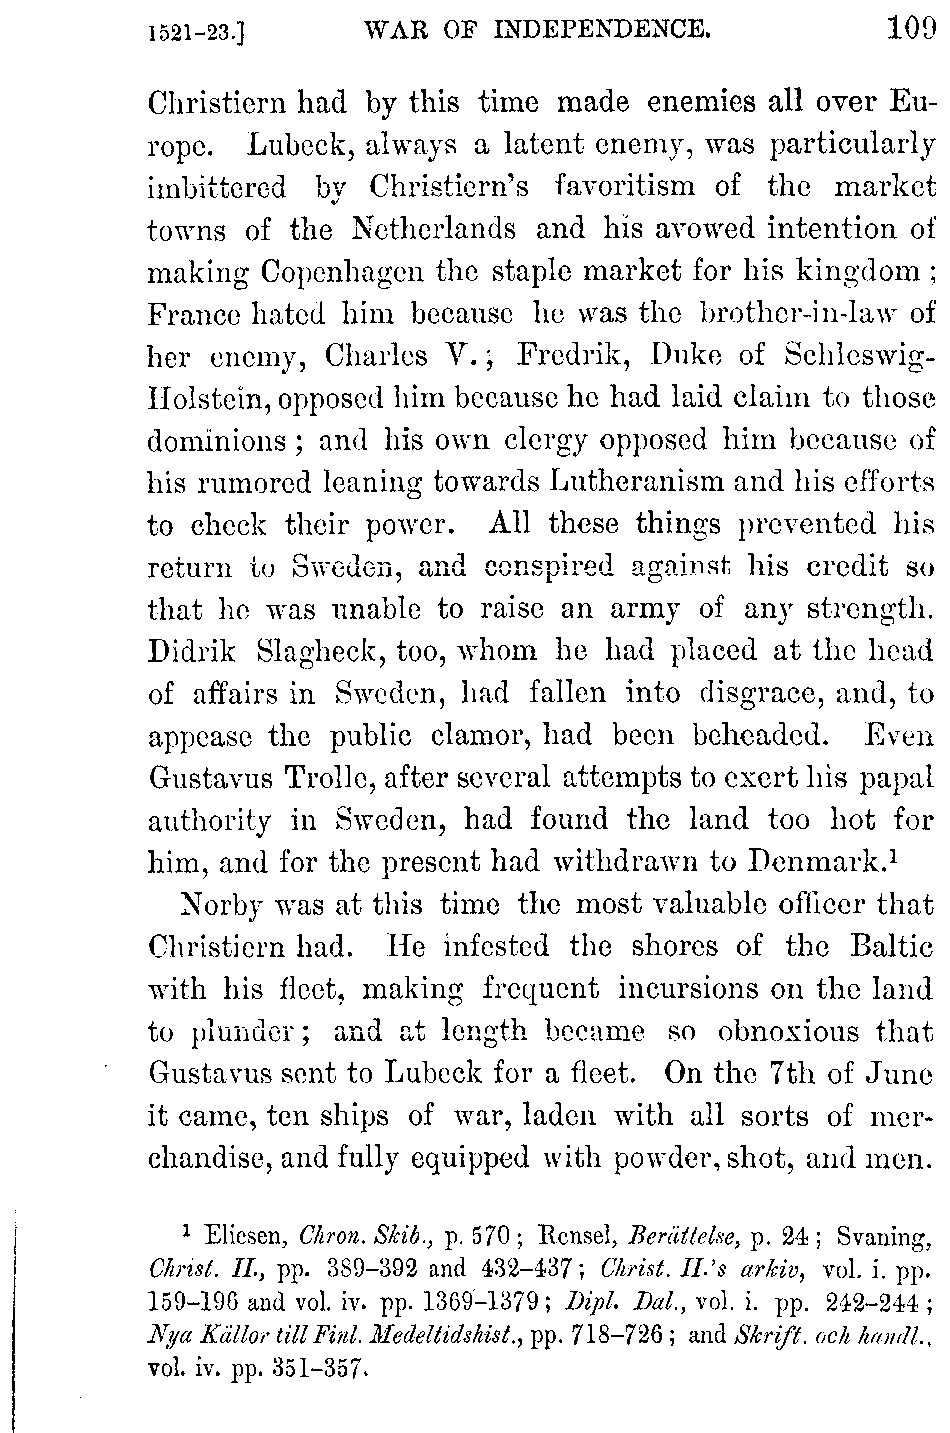 1521–23.] WAR OF INDEPENDENCE. 109
Christiern had by this time made enemies all over Eu-
rope. Lubeck, always a latent enemy, was particularly
imbittered by Christiern's favoritism of the market
towns of the Netherlands and his avowed intention of
making Copenhagen the staple market for his kingdom ;
France hated him because he was the brother-in-law of
her enemy, Charles V. ; Fredrik, Duke of Schleswig-
Holstein, opposed him because he had laid claim to those
dominions ; and his own clergy opposed him because of
his rumored leaning towards Lutheranism and his efforts
to check their power. All these things prevented his
return to Sweden, and conspired against his credit so
that he was unable to raise an army of any strength.
Didrik Slagheck, too, whom he had placed at the head
of affairs in Sweden, had fallen into disgrace, and, to
appease the public clamor, had been beheaded. Even
Gustavus Trolle, after several attempts to exert his papal
authority in Sweden, had found the land too hot for
him, and for the present had withdrawn to Denmark.¹
Norby was at this time the most valuable officer that
Christiern had. He infested the shores of the Baltic
with his fleet, making frequent incursions on the land
to plunder ; and at length became so obnoxious that
Gustavus sent to Lubeck for a fleet. On the 7th of June
it came, ten ships of war, laden with all sorts of mer-
chandise, and fully equipped with powder, shot, and men.
¹ Eliesen, Chron. Skib., p. 570 ; Rensel, Berättelse, p. 24 ; Svaning,
Christ. II., pp. 389–392 and 432–437 ; Christ. II.'s arkiv, vol. i. pp.
159–196 and vol. iv. pp. 1369–1379 ; Dipl. Dal., vol. i. pp. 242–244 ;
Nya Källor till Finl. Medeltidshist., pp. 718–726 ; and Skrift. och handl.,
vol. iv. pp. 351–357.